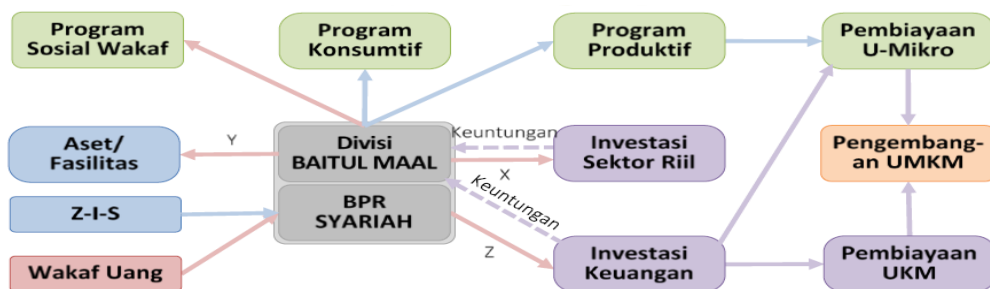 Program
Sosial Wakaf
Program
Konsumtif
Program
Produktif
Pembiayaan
U-Mikro
Aset/
Fasilitas
Y
Divisi
BAITUL MAAL
Keuntungan
X
Investasi
Sektor Riil
Pengembang-
an UMKM
Z-I-S
BPR
SYARIAH
Keuntungan
Z
Wakaf Uang
Investasi
Keuangan
Pembiayaan
UKM